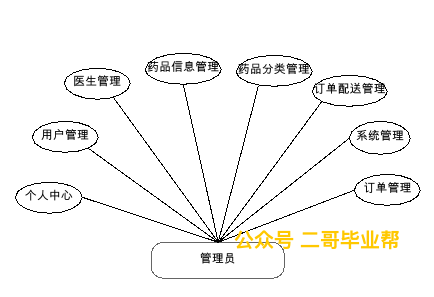 药品信息管理
药品分类管理
医生管理
订单配送管理
用户管理
系统管理
个人中心
订单管理
公众号 二哥毕业帮
管理员